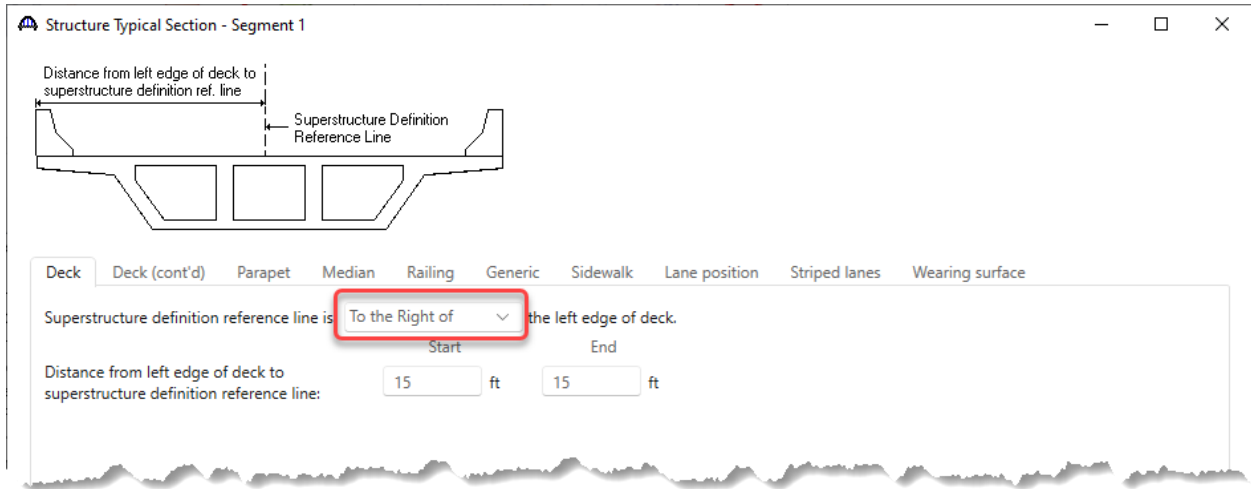 Structure Typical Section - Segment 1
Distance from left edge of deck to
superstructure definition ref. line
Superstructure Definition
Reference Line
Deck Deck (cont'd) Parapet Median Railing Generic Sidewalk Lane position Striped lanes Wearing surface
Superstructure definition reference line is To the Right of the left edge of deck.
Start End
Distance from left edge of deck to
superstructure definition reference line:
15 ft 15 ft